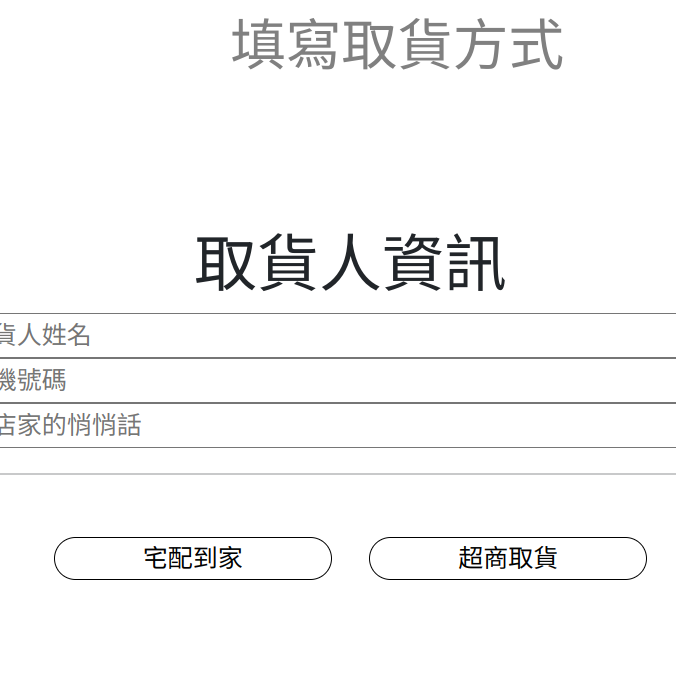 填寫取貨方式
取貨人資訊
貨人姓名
機號碼
店家的悄悄話
宅配到家
超商取貨